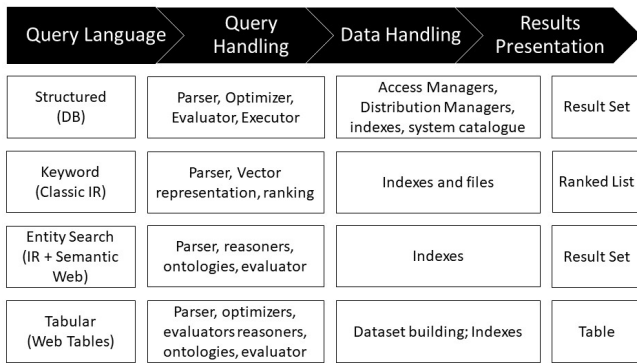 Query Language
Query
Handling
Data Handling
Results
Presentation
Structured
(DB)
Parser, Optimizer,
Evaluator, Executor
Access Managers,
Distribution Managers,
indexes, system catalogue
Result Set
Keyword
(Classic IR)
Parser, Vector
representation, ranking
Indexes and files
Ranked List
Entity Search
(IR + Semantic
Web)
Parser, reasoners,
ontologies, evaluator
Indexes
Result
Set
Tabular
(Web Tables)
Parser, optimizers,
evaluators reasoners,
ontologies, evaluator
Dataset building; Indexes
Table